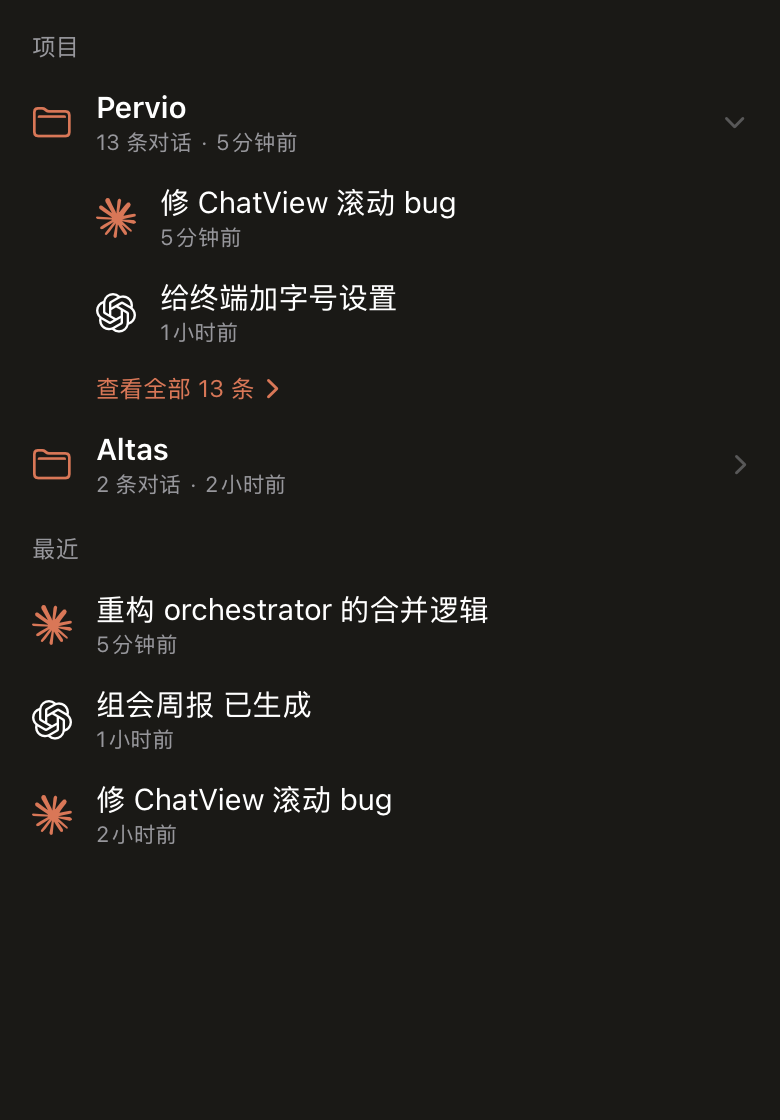 项目
Pervio
13 条对话 · 5分钟前
修 ChatView 滚动 bug
5分钟前
给终端加字号设置
1小时前
查看全部 13 条
Altas
2 条对话 · 2小时前
最近
重构 orchestrator 的合并逻辑
5分钟前
组会周报 已生成
1小时前
修 ChatView 滚动 bug
2小时前